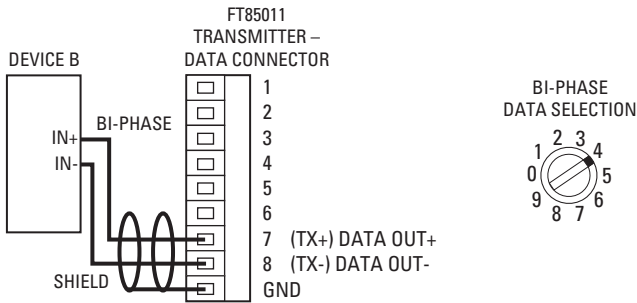 FT85011
TRANSMITTER –
DATA CONNECTOR
DEVICE B
BI-PHASE
IN+
IN-
SHIELD
1
2
3
4
5
6
7 (TX+) DATA OUT+
8 (TX-) DATA OUT-
GND
BI-PHASE
DATA SELECTION
0
1
2
3
4
5
6
7
8
9